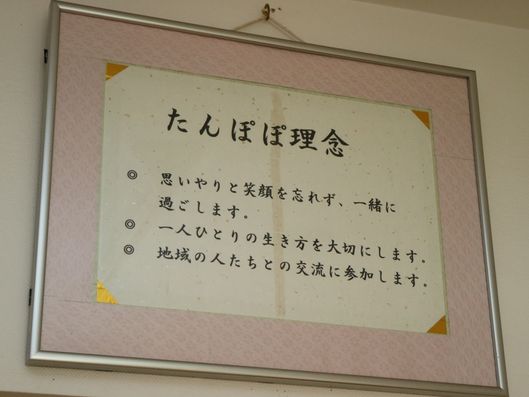 たんぽぽ理念
◎ 思いやりと笑顔を忘れず、一緒に
過ごします。
◎ 一人ひとりの生き方を大切にします。
◎ 地域の人たちとの交流に参加します。